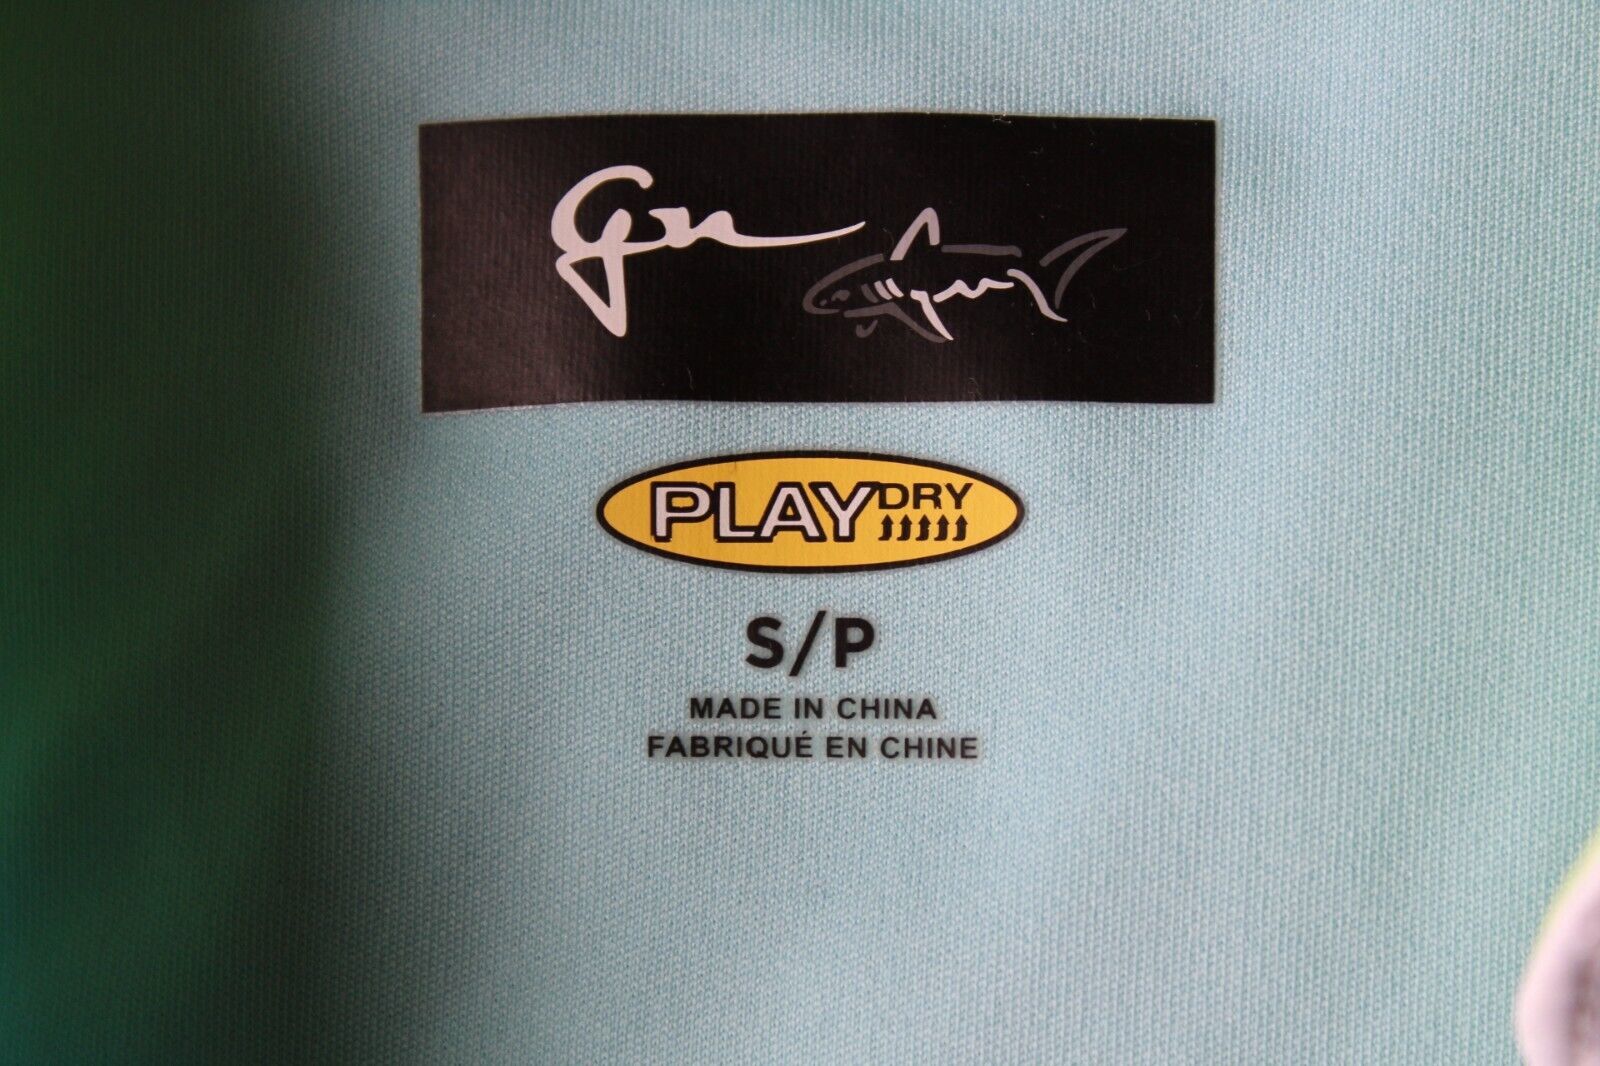 PLAY DRY
S/P
MADE IN CHINA
FABRIQUÉ EN CHINE